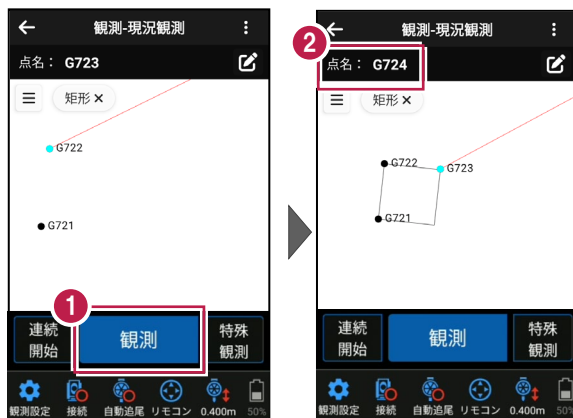 観測-現況観測
点名： G723
矩形 ×
G722
G721
1
連続
開始
観測
特殊
観測
観測設定 接続 自動追尾 リモコン 0.400m 50%
2
観測-現況観測
点名： G724
矩形 ×
G722
G723
G721
連続
開始
観測
特殊
観測
観測設定 接続 自動追尾 リモコン 0.400m 50%